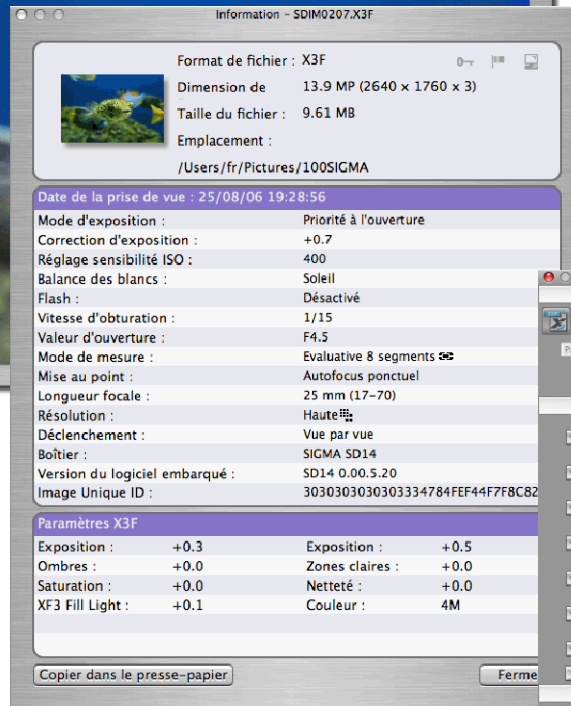 Information - SDIM0207.X3F
Format de fichier : X3F
Dimension de 13.9 MP (2640 x 1760 x 3)
Taille du fichier : 9.61 MB
Emplacement :
/Users/fr/Pictures/100SIGMA
Date de la prise de vue : 25/08/06 19:28:56
Mode d'exposition : Priorité à l'ouverture
Correction d'exposition : +0.7
Réglage sensibilité ISO : 400
Balance des blancs : Soleil
Flash : Désactivé
Vitesse d'obturation : 1/15
Valeur d'ouverture : F4.5
Mode de mesure : Evaluative 8 segments
Mise au point : Autofocus ponctuel
Longueur focale : 25 mm (17-70)
Résolution : Haute
Déclenchement : Vue par vue
Boîtier : SIGMA SD14
Version du logiciel embarqué : SD14 0.00.5.20
Image Unique ID : 3030303030303334784FEF44F7F8C82
Paramètres X3F
Exposition : +0.3 Exposition : +0.5
Ombres : +0.0 Zones claires : +0.0
Saturation : +0.0 Netteté : +0.0
XF3 Fill Light : +0.1 Couleur : 4M
Copier dans le presse-papier Ferme